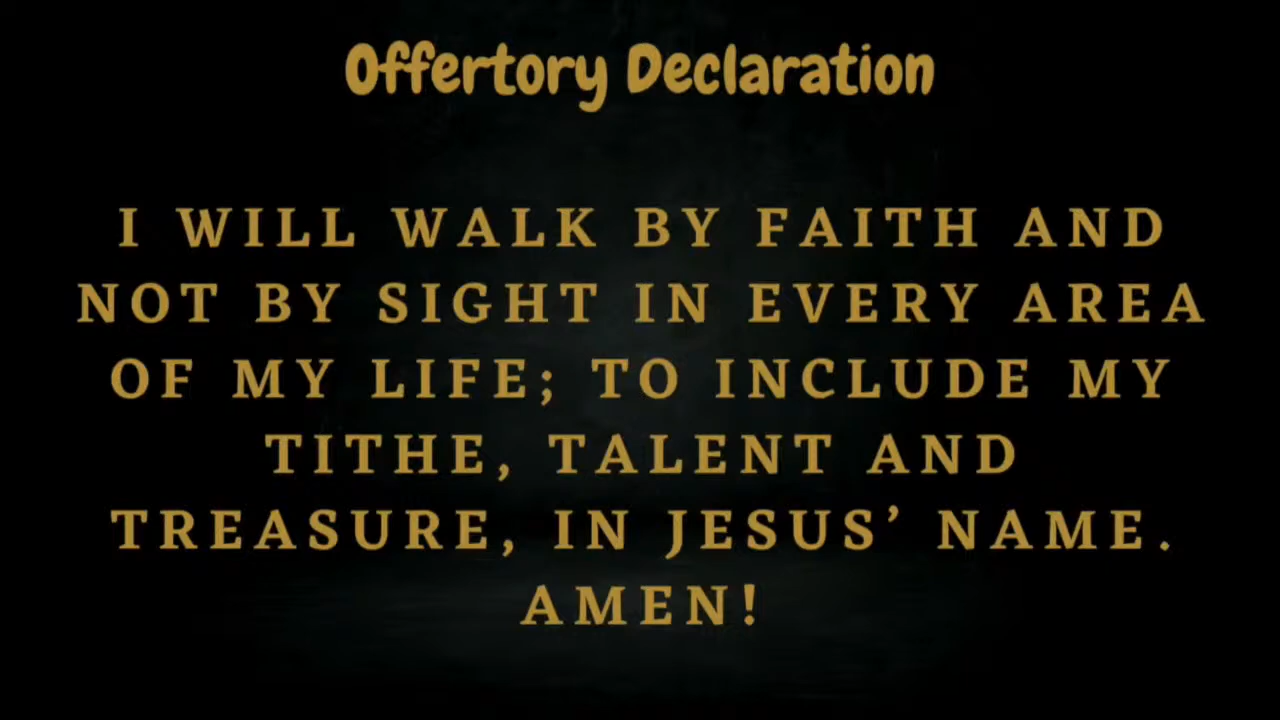 Offertory Declaration
I WILL WALK BY FAITH AND
NOT BY SIGHT IN EVERY AREA
OF MY LIFE; TO INCLUDE MY
TITHE, TALENT AND
TREASURE, IN JESUS’ NAME.
AMEN!